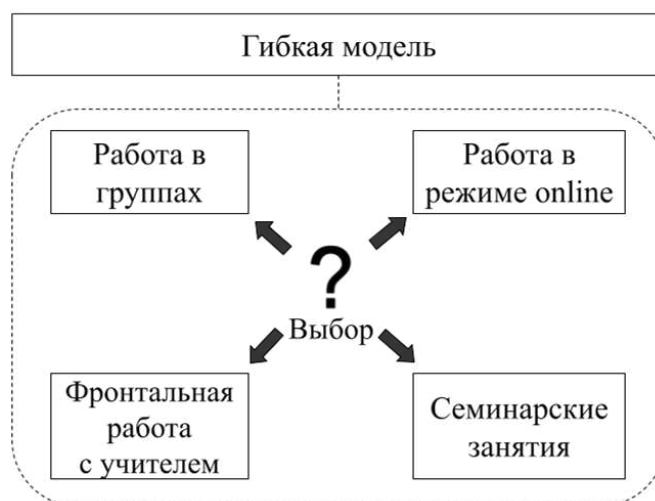 Гибкая модель
Работа в
группах
Работа в
режиме online
?
Выбор
Фронтальная
работа
с учителем
Семинарские
занятия